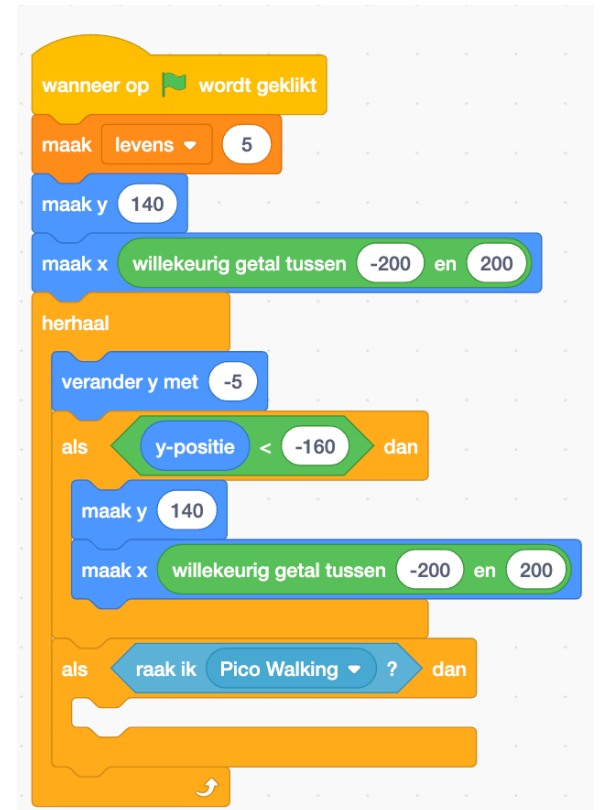 wanneer op wordt geklikt
maak levens 5
maak y 140
maak x willekeurig getal tussen -200 en 200
herhaal
verander y met -5
als y-positie < -160 dan
maak y 140
maak x willekeurig getal tussen -200 en 200
als raak ik Pico Walking ? dan